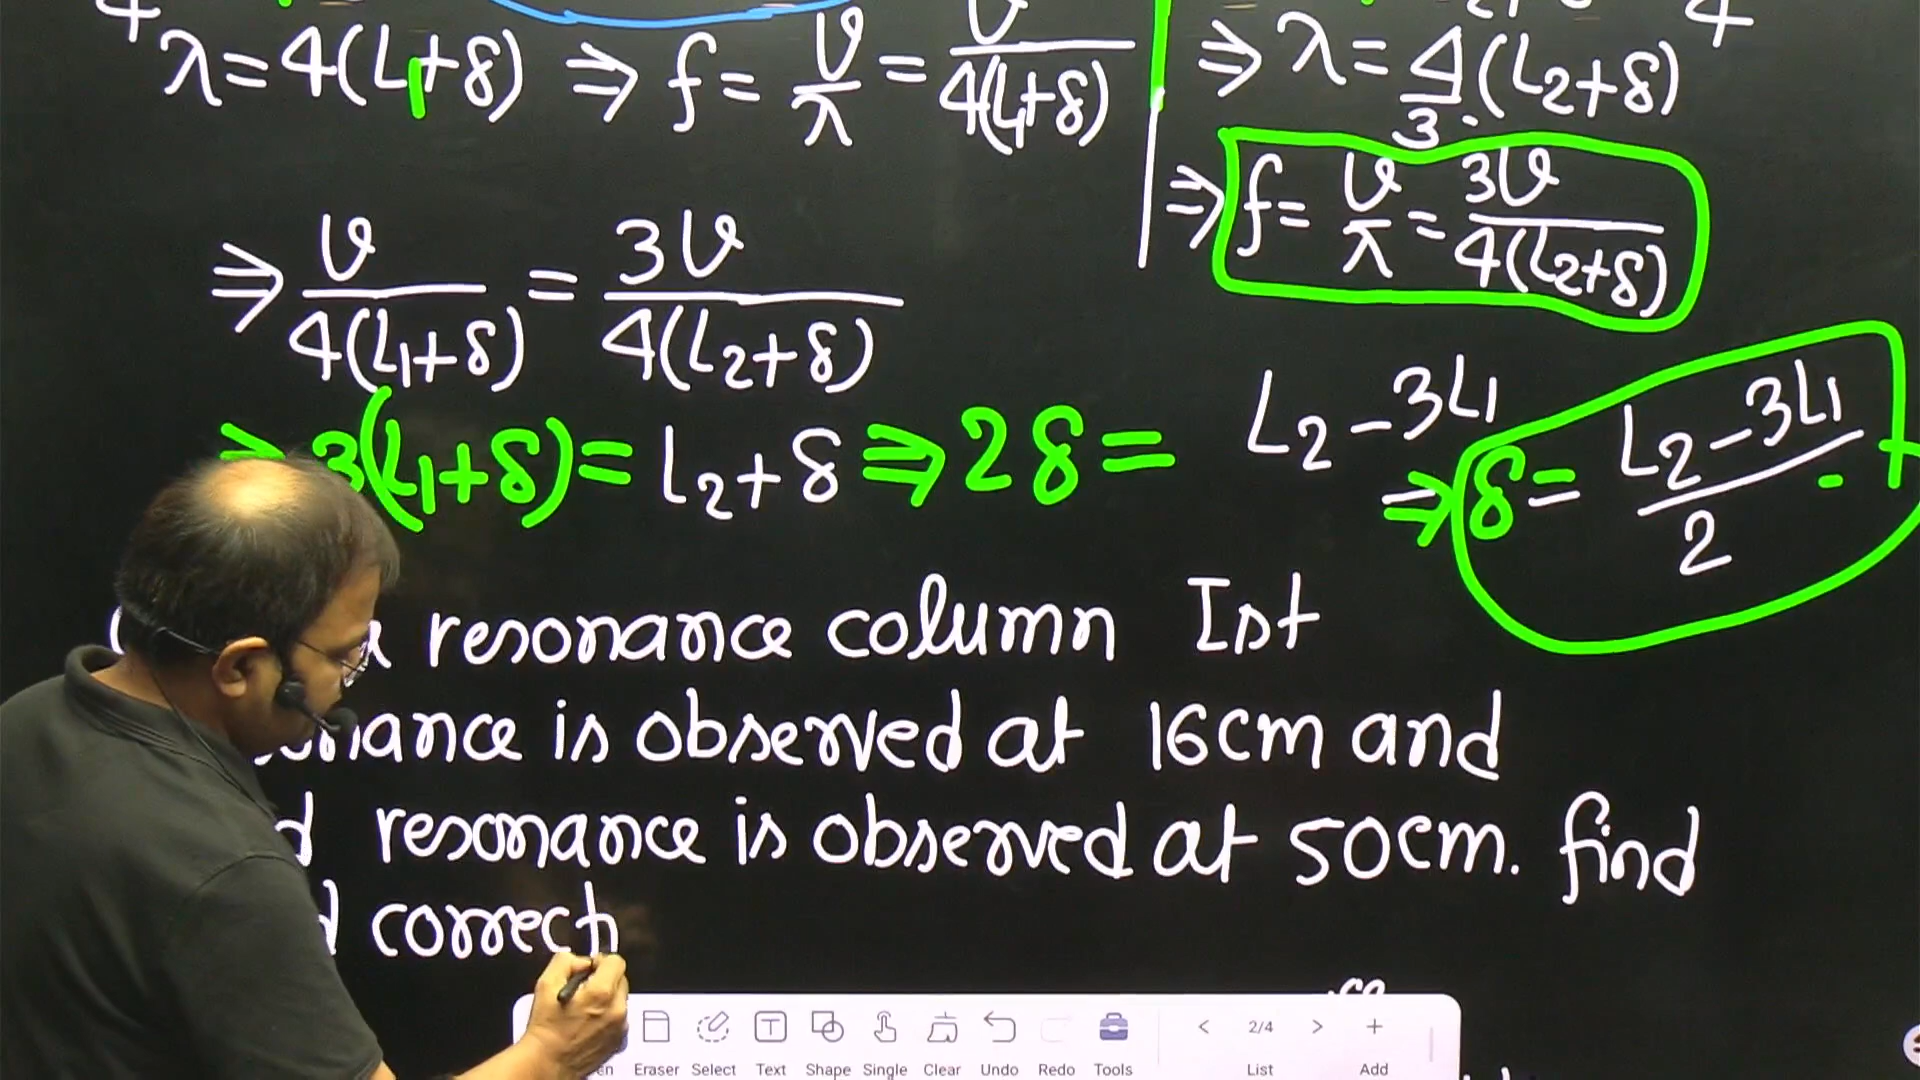 λ = 4(L1+δ) ⇒ f = v/λ = v/4(L1+δ)
⇒ λ = 4/3 (L2+δ)
⇒ f = v/λ = 3v/4(L2+δ)
⇒ v/4(L1+δ) = 3v/4(L2+δ)
⇒ 3(L1+δ) = L2+δ ⇒ 2δ = L2-3L1
⇒ δ = L2-3L1/2
resonance column Ist
is observed at 16cm and
resonance is observed at 50cm. find
correct
Eraser Select Text Shape Single Clear Undo Redo Tools
< 2/4 > +
List Add